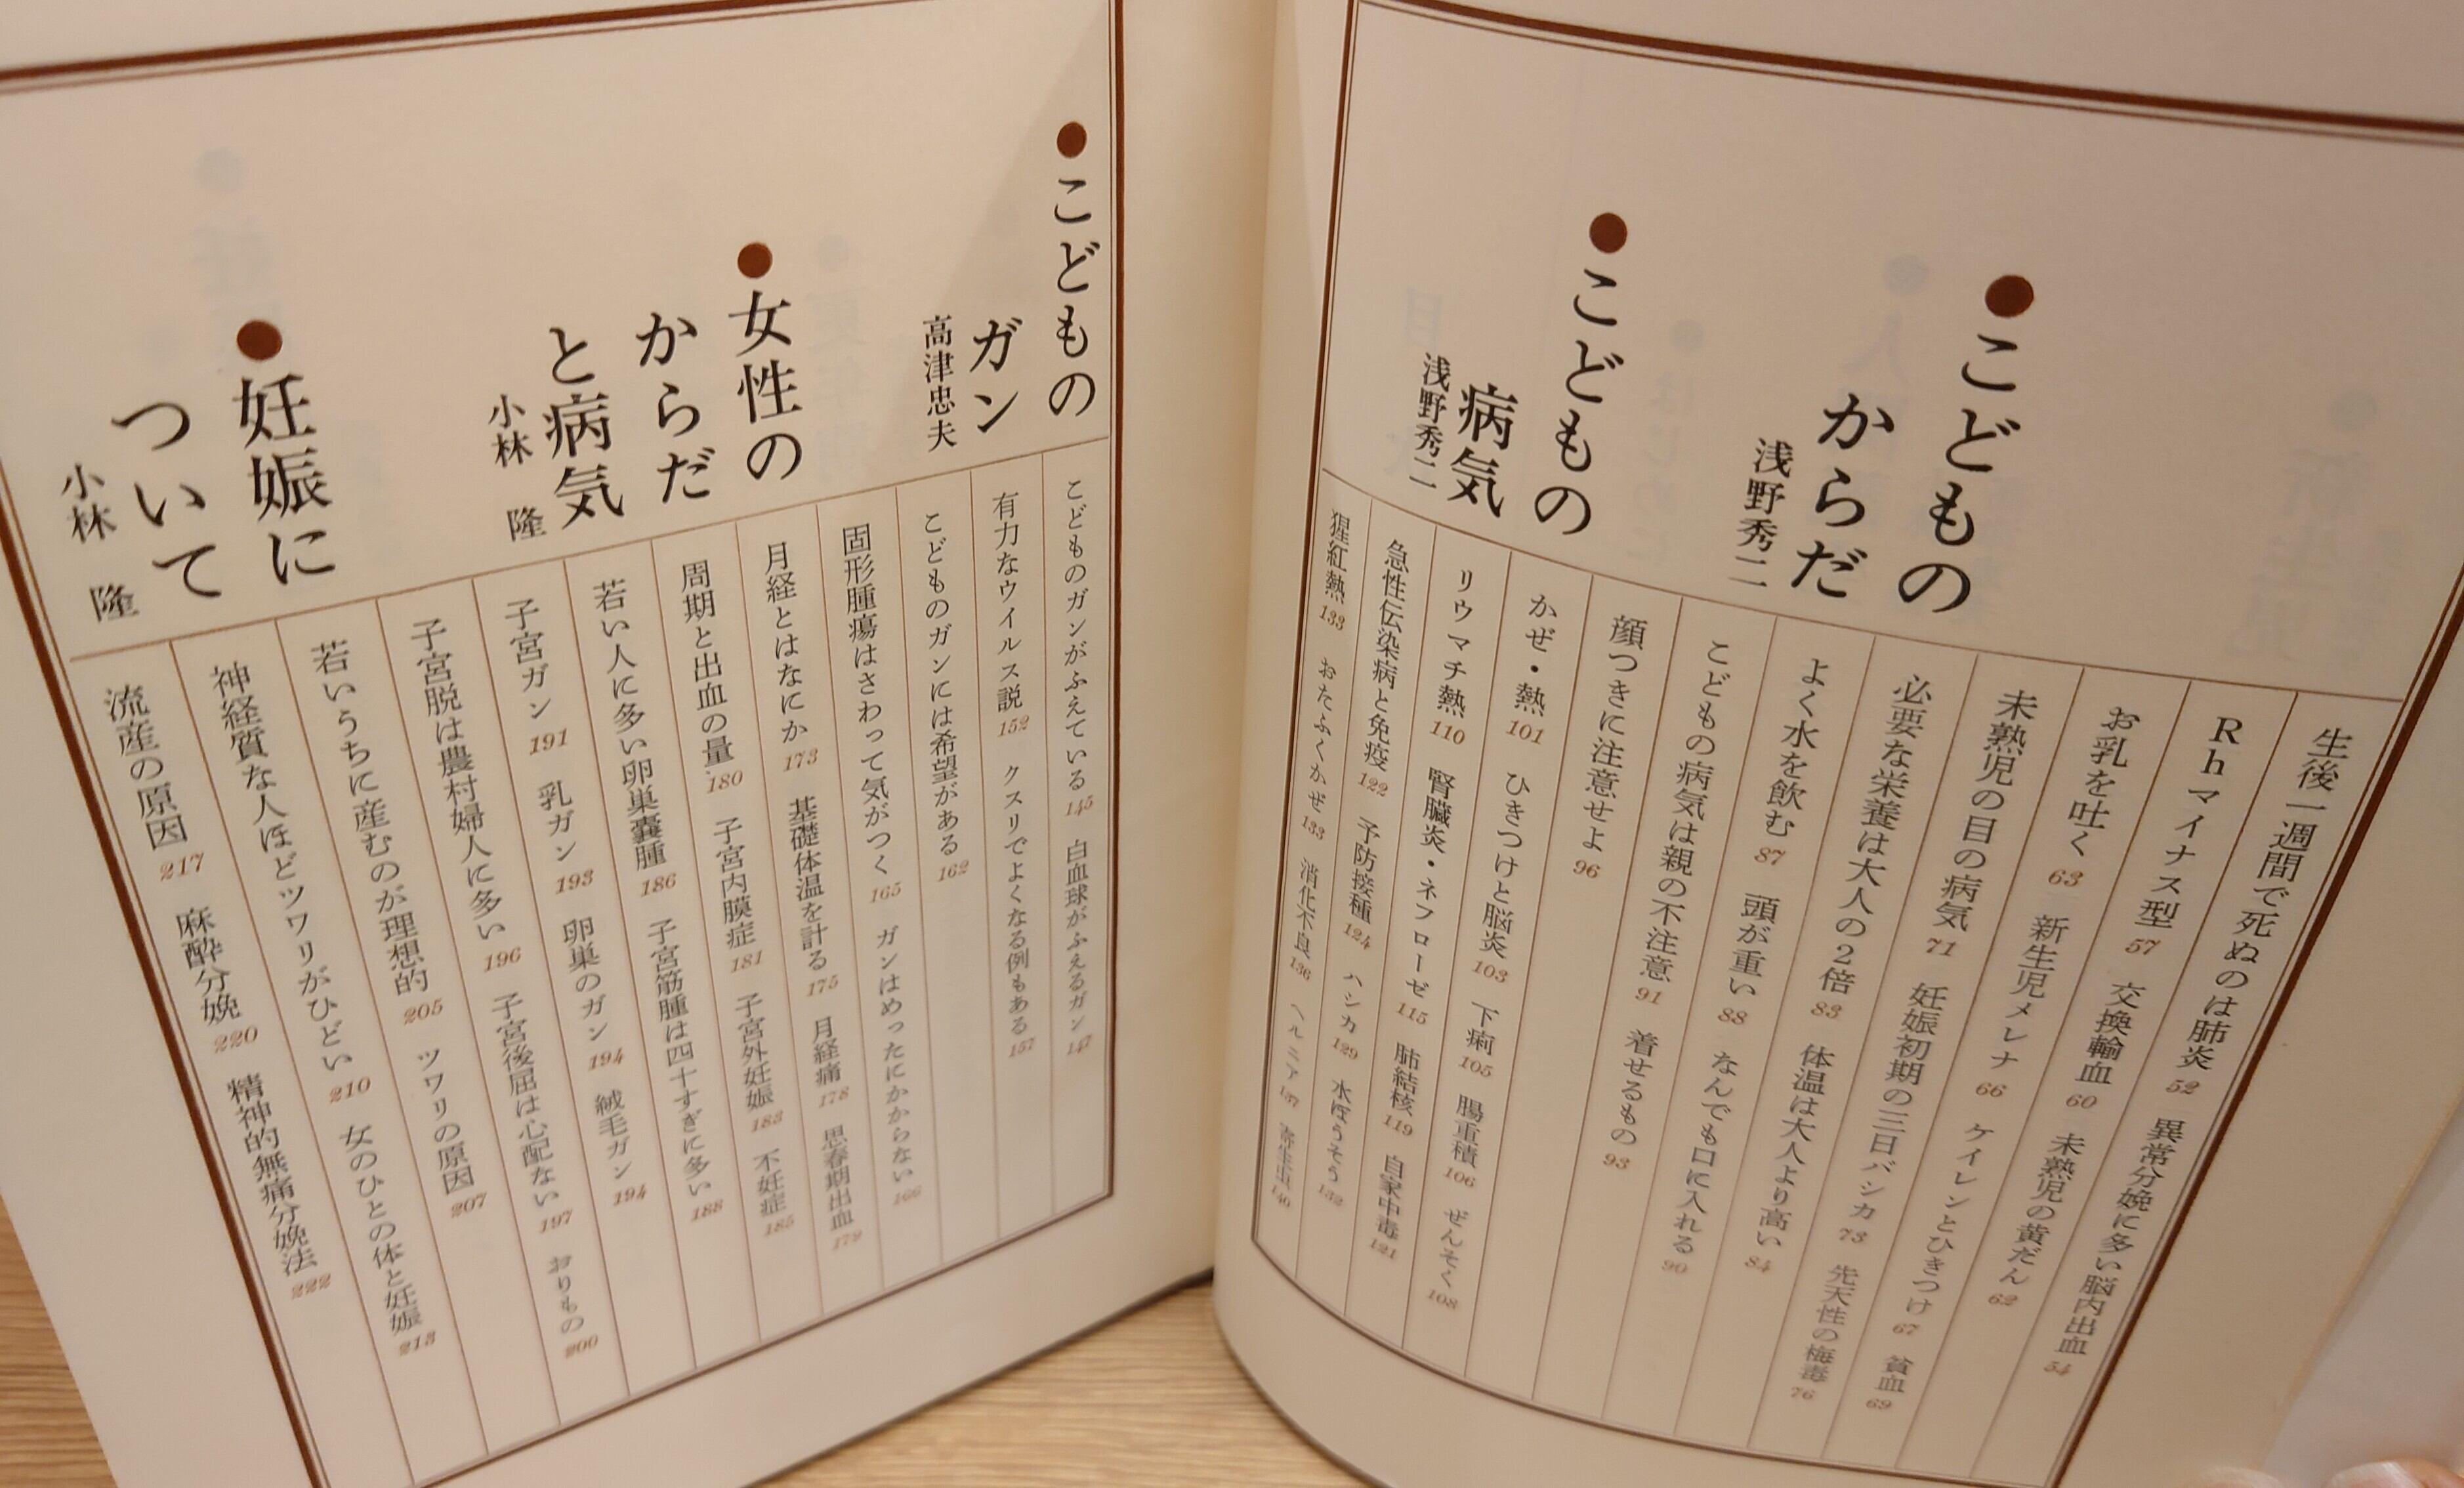 生後一週間で死ぬのは肺炎 52 異常分娩に多い脳内出血 54
Rhマイナス型 57 交換輸血 60 未熟児の黄だん 62
お乳を吐く 63 新生児メレナ 66 ケイレンとひきつけ 67 貧血 69
未熟児の目の病気 71 妊娠初期の三日バシカ 73 先天性の梅毒 76
●こどもの
からだ
浅野秀二
必要な栄養は大人の2倍 83 体温は大人より高い 84
よく水を飲む 87 頭が重い 88 なんでも口に入れる 90
こどもの病気は親の不注意 91 着せるもの 93
顔つきに注意せよ 96
●こどもの
病気
浅野秀二
かぜ・熱 101 ひきつけと脳炎 103 下痢 105 腸重積 106 ぜんそく 108
リウマチ熱 110 腎臓炎・ネフローゼ 115 肺結核 119 自家中毒 121
急性伝染病と免疫 122 予防接種 124 ハシカ 129 水ぼうそう 132
猩紅熱 133 おたふくかぜ 133 消化不良 136 ヘルニア 137 寄生虫 140
●こどもの
ガン
高津忠夫
こどものガンがふえている 145 白血球がふえるガン 147
有力なウイルス説 152 クスリでよくなる例もある 157
こどものガンには希望がある 162
固形腫瘍はさわって気がつく 165 ガンはめったにかからない 166
●女性の
からだ
と病気
小林 隆
月経とはなにか 173 基礎体温を計る 175 月経痛 178 思春期出血 179
周期と出血の量 180 子宮内膜症 181 子宮外妊娠 183 不妊症 185
若い人に多い卵巣嚢腫 186 子宮筋腫は四十すぎに多い 188
子宮ガン 191 乳ガン 193 卵巣のガン 194 絨毛ガン 194
子宮脱は農村婦人に多い 196 子宮後屈は心配ない 197 おりもの 200
●妊娠に
ついて
小林 隆
若いうちに産むのが理想的 205 ツワリの原因 207
神経質な人ほどツワリがひどい 210 女のひとの体と妊娠 213
流産の原因 217 麻酔分娩 220 精神的無痛分娩法 222